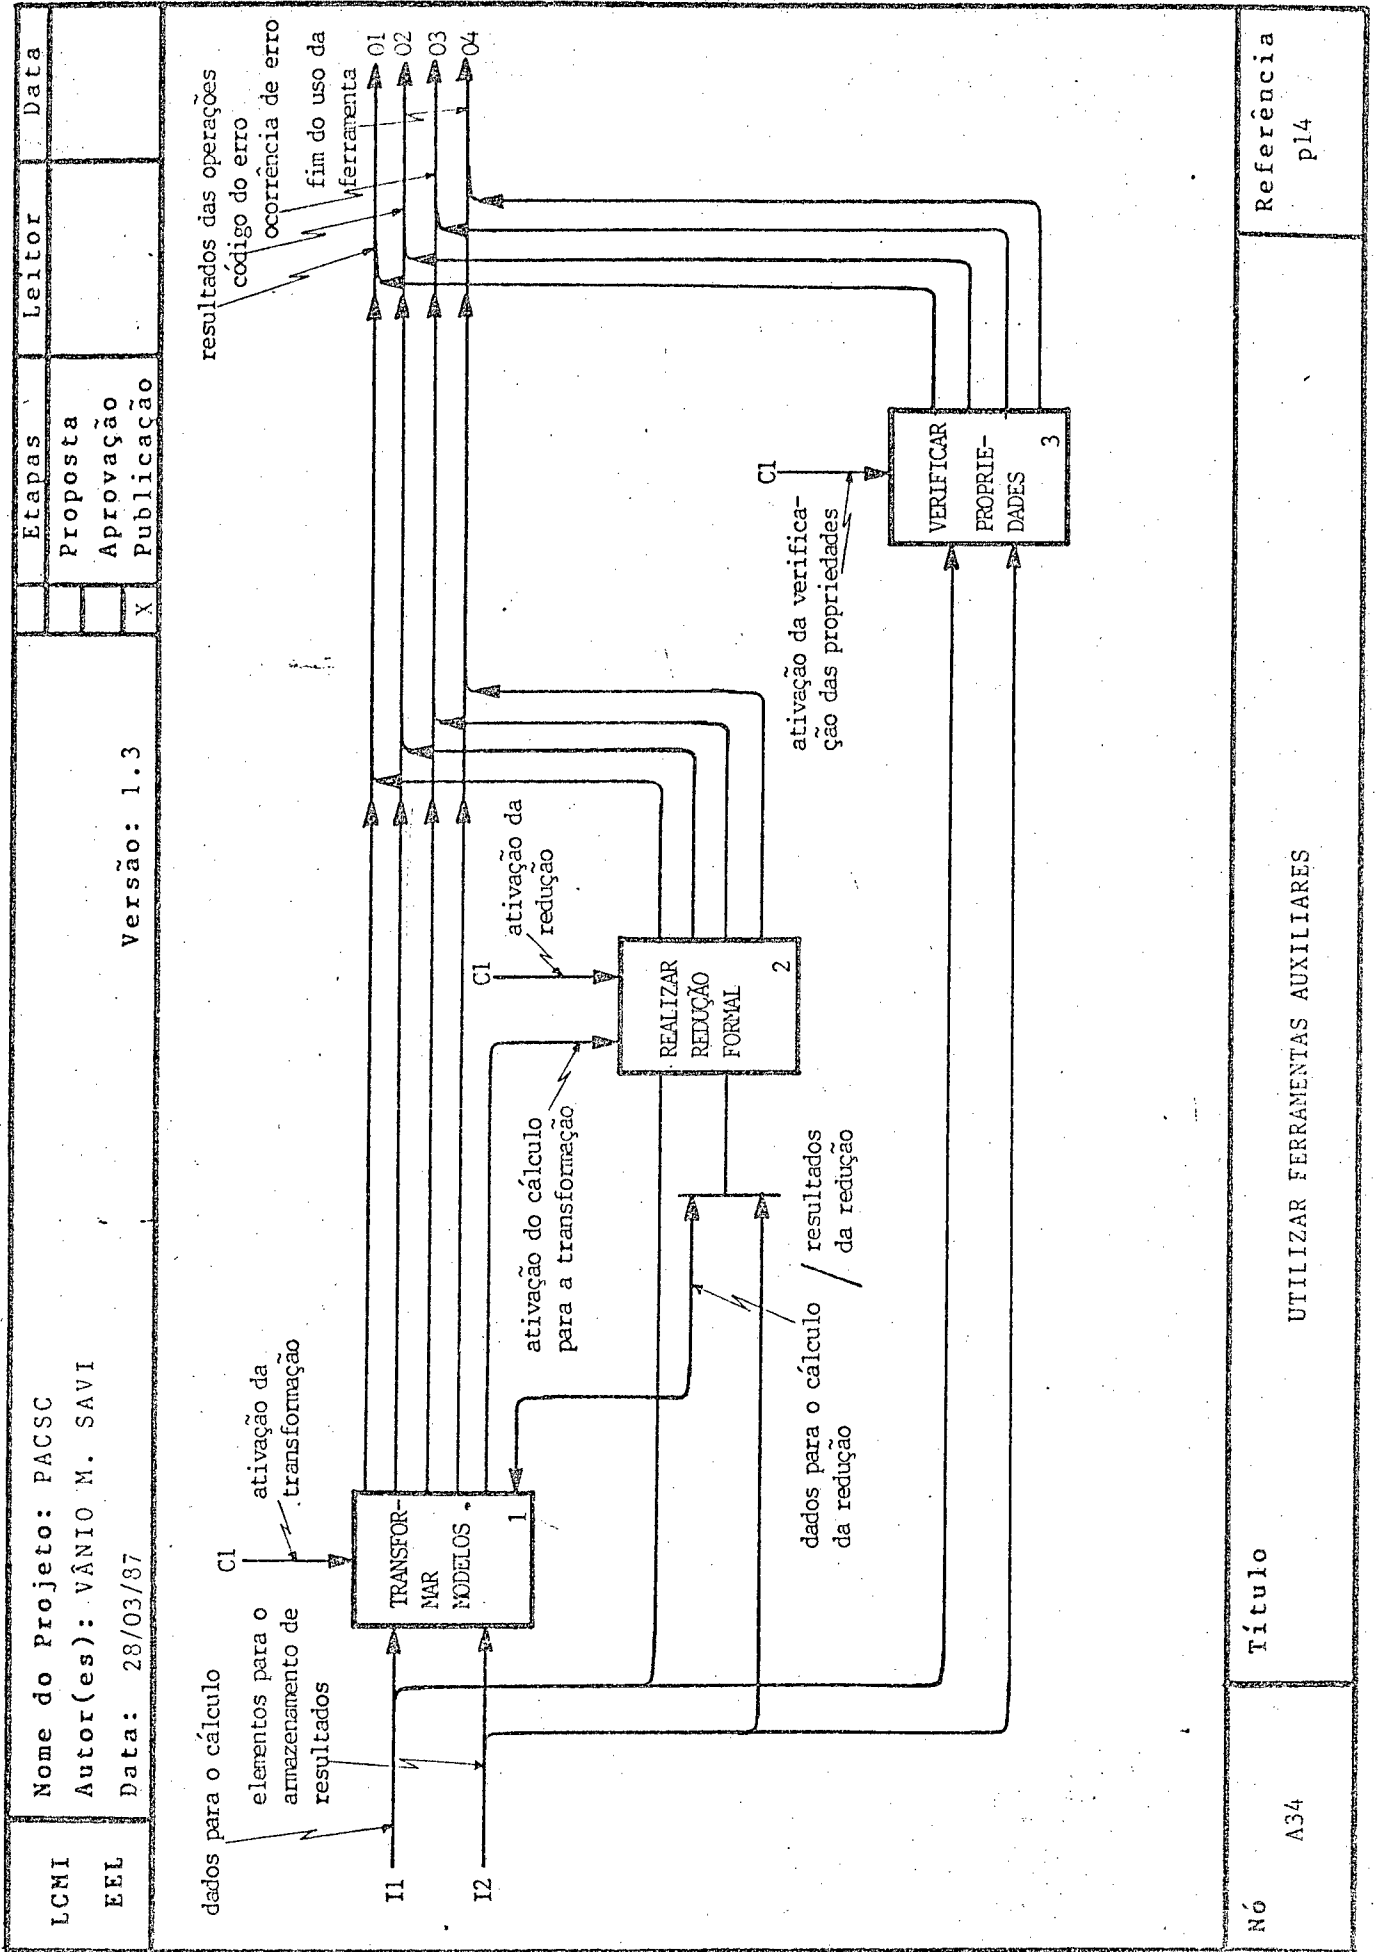 LCMI
EEL
Nome do Projeto: PACSC
Autor(es): VÂNIO M. SAVI
Data: 28/03/87
Versão: 1.3
Etapas
Leitor
Data
Proposta
Aprovação
X Publicação
dados para o cálculo
elementos para o
armazenamento de
resultados
I1
I2
C1
ativação da
transformação
TRANSFOR-
MAR
MODELOS
1
ativação do cálculo
para a transformação
C1
ativação da
redução
REALIZAR
REDUÇÃO
FORMAL
2
dados para o cálculo
da redução
/ resultados
da redução
C1
ativação da verifica-
ção das propriedades
VERIFICAR
PROPRIE-
DADES
3
resultados das operações
código do erro
ocorrência de erro
fim do uso da
ferramenta
O1
O2
O3
O4
Nó
A34
Título
UTILIZAR FERRAMENTAS AUXILIARES
Referência
p14